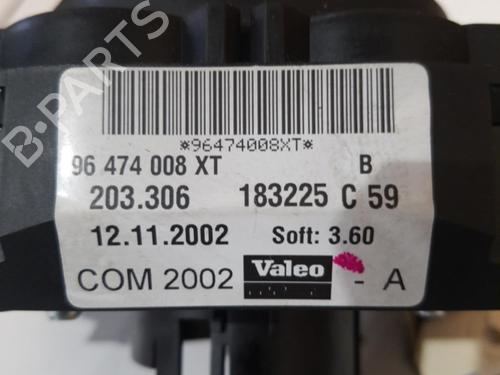 B-PARTS
*96474008XT*
96 474 008 XT B
203.306 183225 C 59
12.11.2002 Soft: 3.60
COM 2002 Valeo - A